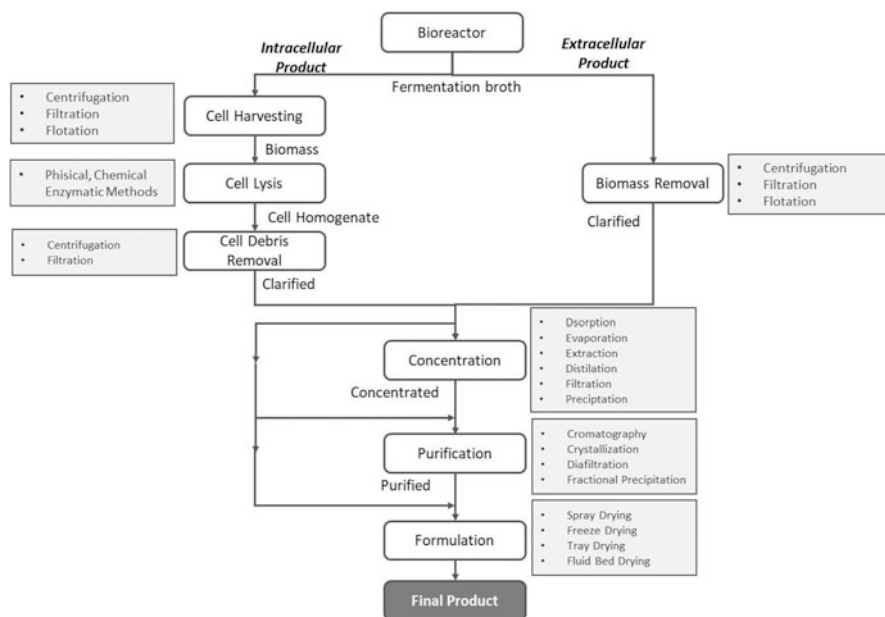 Bioreactor
Intracellular
Product
Extracellular
Product
Fermentation broth
• Centrifugation
• Filtration
• Flotation
Cell Harvesting
Biomass
• Phisical, Chemical
Enzymatic Methods
Cell Lysis
Biomass Removal
• Centrifugation
• Filtration
• Flotation
Cell Homogenate
Clarified
• Centrifugation
• Filtration
Cell Debris
Removal
Clarified
• Dsorption
• Evaporation
• Extraction
• Distilation
• Filtration
• Preciptation
Concentration
Concentrated
• Cromatography
• Crystallization
• Diafiltration
• Fractional Precipitation
Purification
Purified
• Spray Drying
• Freeze Drying
• Tray Drying
• Fluid Bed Drying
Formulation
Final Product